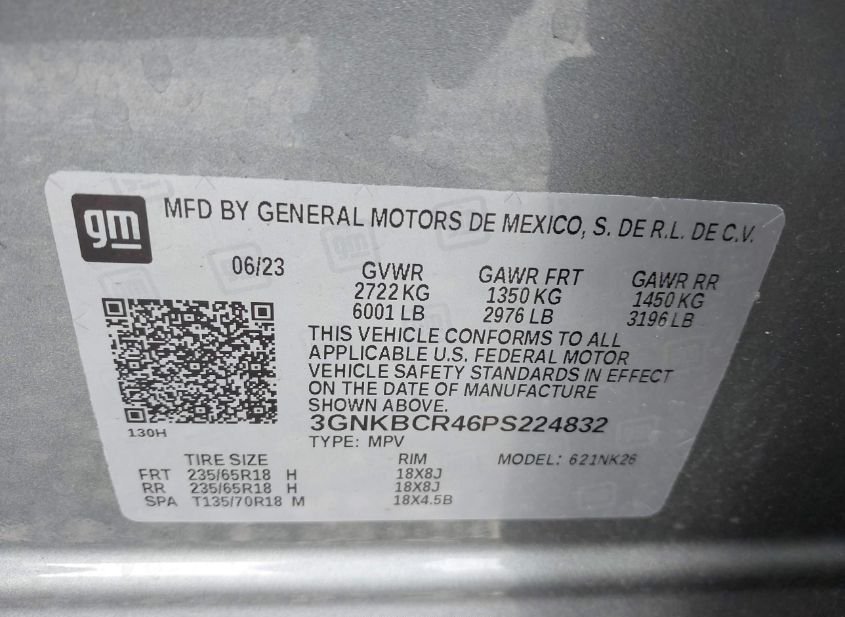 gm
MFD BY GENERAL MOTORS DE MEXICO, S. DE R.L. DE C.V.
06/23
GVWR GAWR FRT GAWR RR
2722 KG 1350 KG 1450 KG
6001 LB 2976 LB 3196 LB
THIS VEHICLE CONFORMS TO ALL
APPLICABLE U.S. FEDERAL MOTOR
VEHICLE SAFETY STANDARDS IN EFFECT
ON THE DATE OF MANUFACTURE
SHOWN ABOVE.
130H
3GNKBCR46PS224832
TYPE: MPV
TIRE SIZE RIM MODEL: 621NK26
FRT 235/65R18 H 18X8J
RR 235/65R18 H 18X8J
SPA T135/70R18 M 18X4.5B